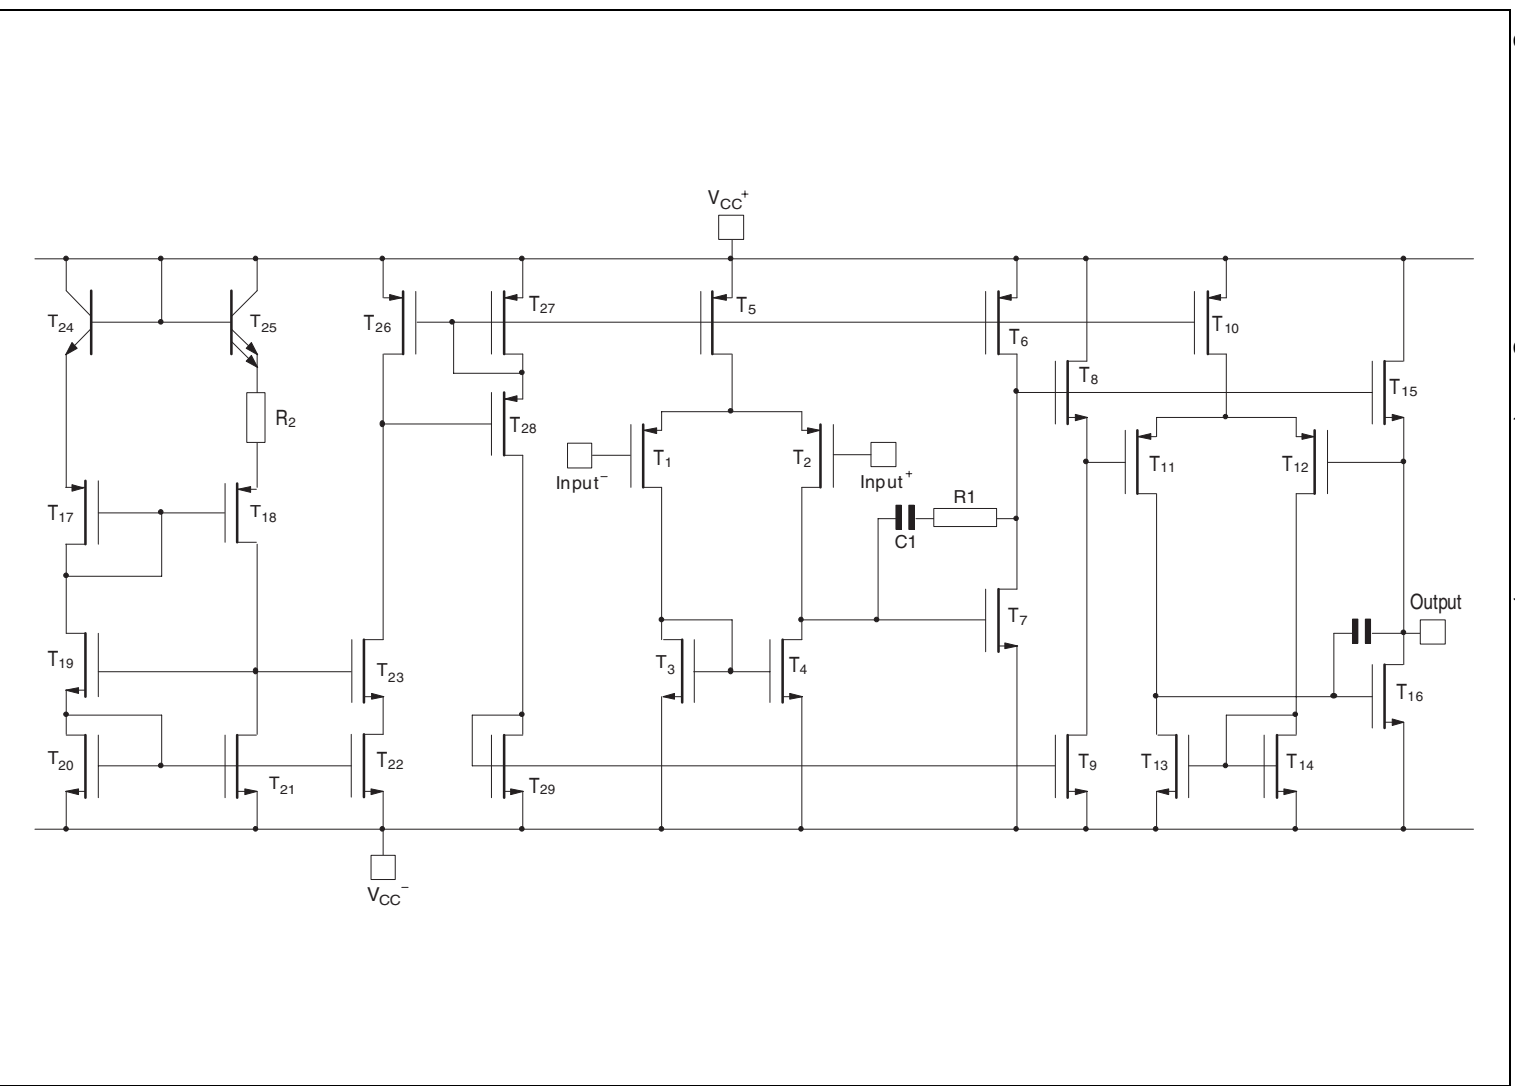 VCC+
T24
T25
T26
T27
T5
T6
T10
R2
T28
T8
T15
T1
T2
Input−
Input+
T11
T12
T17
T18
R1
C1
T7
Output
T19
T23
T3
T4
T16
T20
T21
T22
T29
T9
T13
T14
VCC−